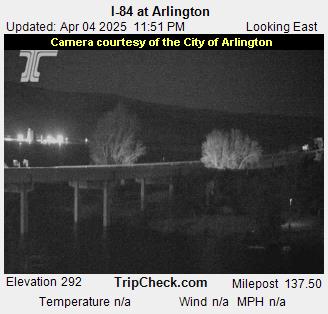 I-84 at Arlington
Updated: Apr 04 2025 11:51 PM Looking East
Camera courtesy of the City of Arlington
Elevation 292 TripCheck.com Milepost 137.50
Temperature n/a Wind n/a MPH n/a